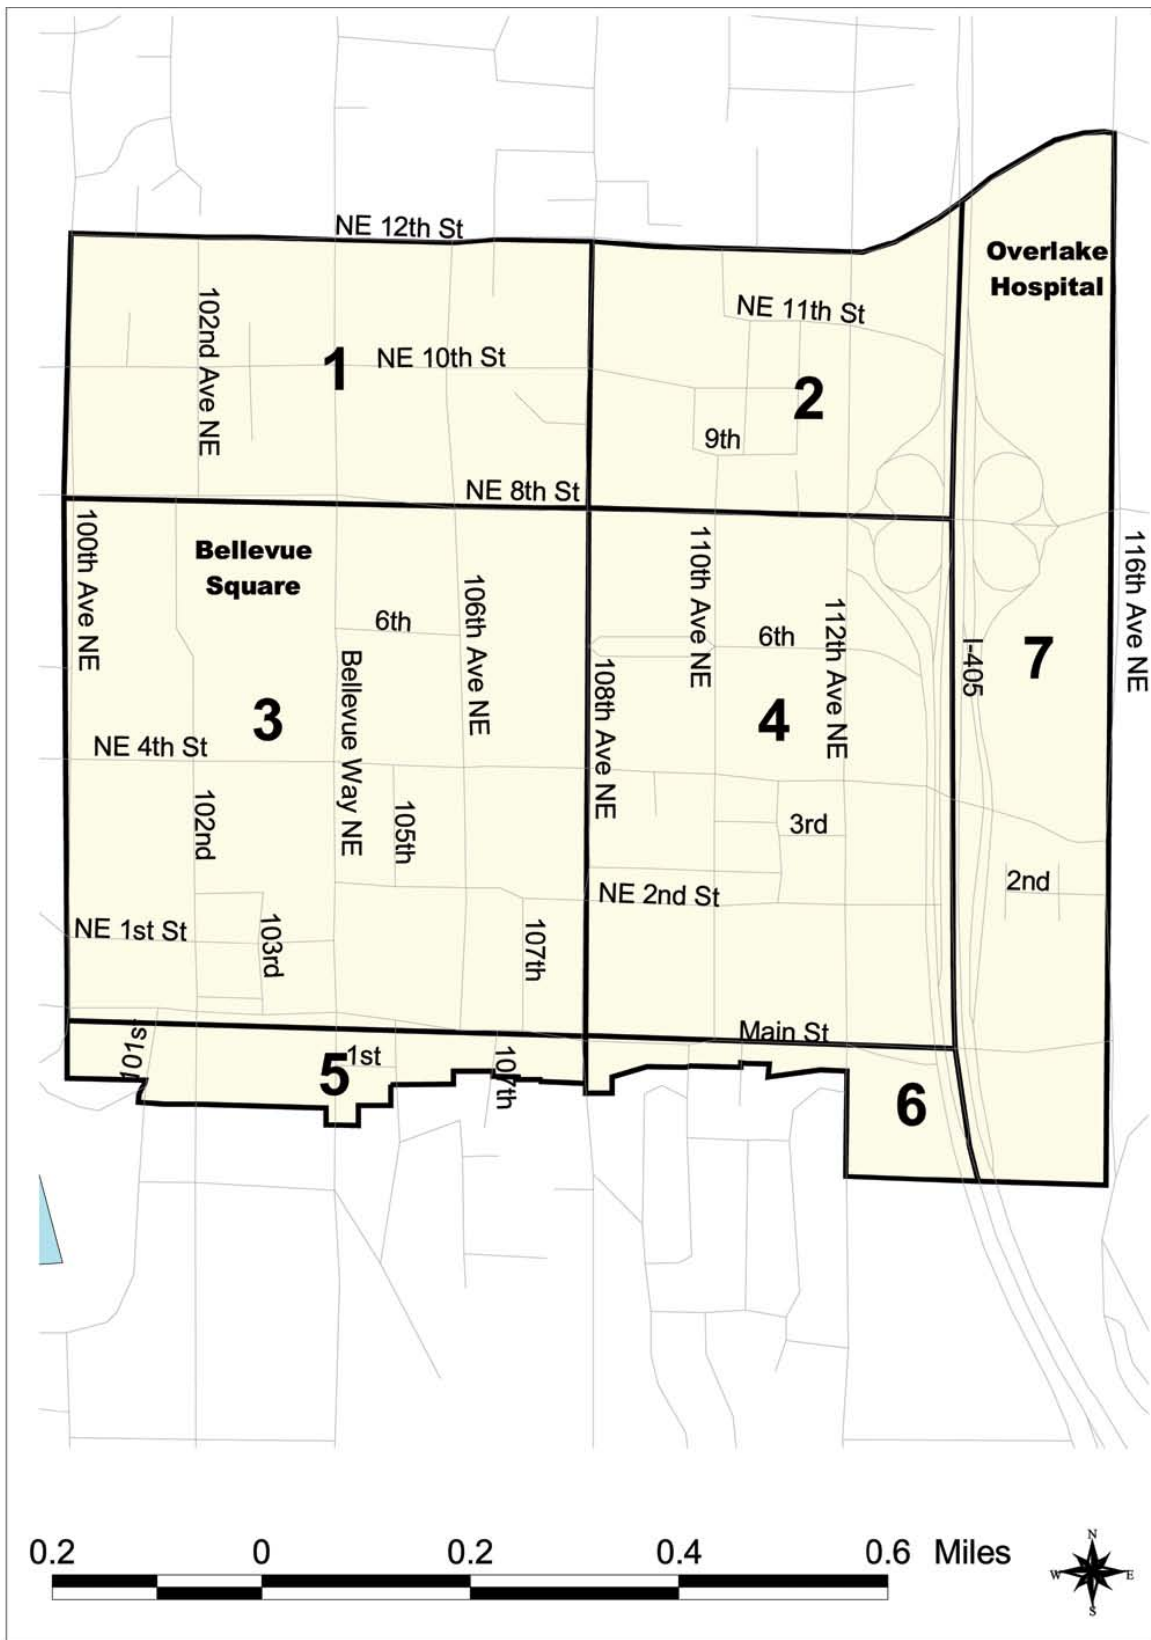 NE 12th St
Overlake
Hospital
102nd Ave NE
NE 11th St
1
NE 10th St
2
9th
NE 8th St
100th Ave NE
Bellevue
Square
110th Ave NE
116th Ave NE
106th Ave NE
112th Ave NE
6th
6th
I-405
7
Bellevue Way NE
108th Ave NE
3
4
NE 4th St
102nd
105th
3rd
2nd
NE 2nd St
NE 1st St
103rd
107th
Main St
101st
5
1st
107th
6
0.2 0 0.2 0.4 0.6 Miles
N
W E
S